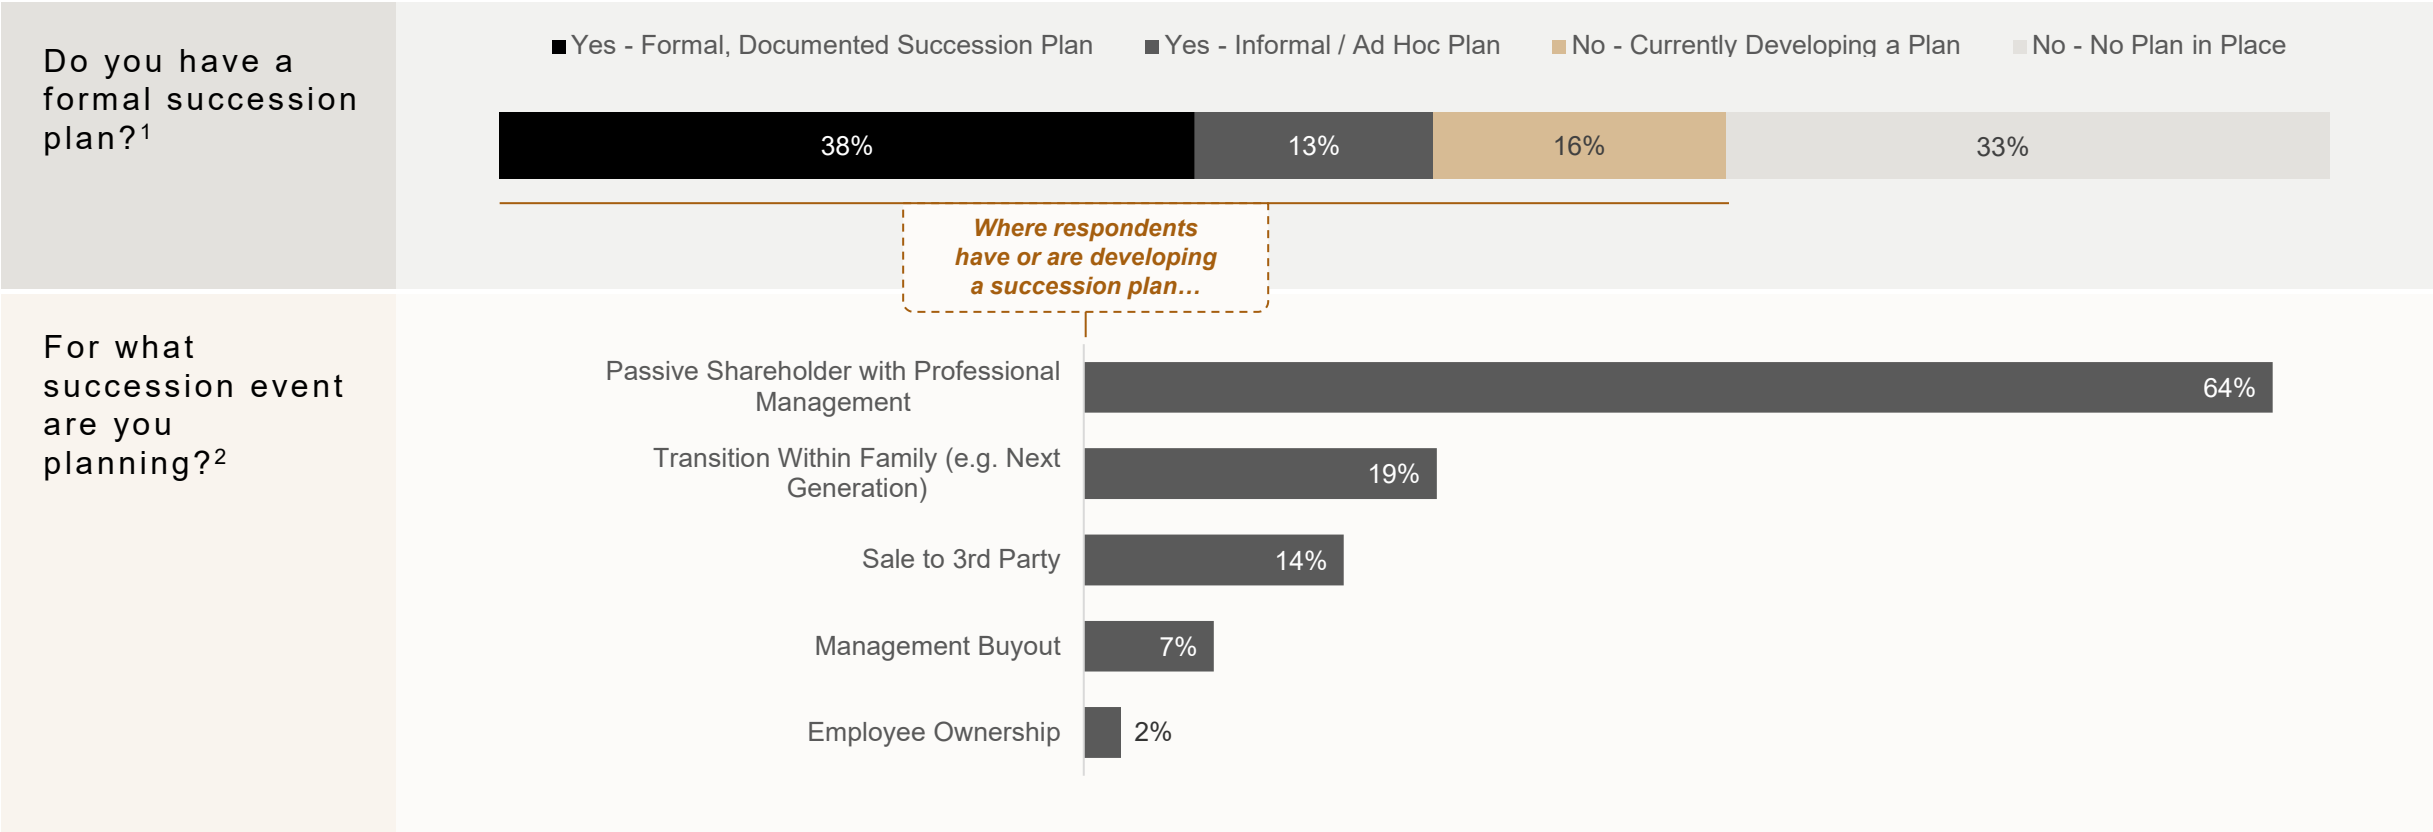 Do you have a
formal succession
plan?¹
Yes - Formal, Documented Succession Plan
Yes - Informal / Ad Hoc Plan
No - Currently Developing a Plan
No - No Plan in Place
38%
13%
16%
33%
Where respondents
have or are developing
a succession plan…
For what
succession event
are you
planning?²
Passive Shareholder with Professional
Management
64%
Transition Within Family (e.g. Next
Generation)
19%
Sale to 3rd Party
14%
Management Buyout
7%
Employee Ownership
2%